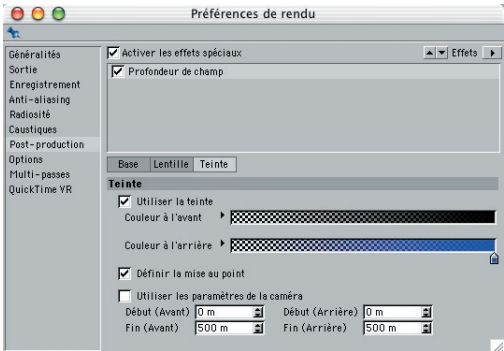 Préférences de rendu
Généralités
Sortie
Enregistrement
Anti-aliasing
Radiosité
Caustiques
Post-production
Options
Multi-passes
QuickTime VR
Activer les effets spéciaux
Effets
Profondeur de champ
Base Lentille Teinte
Teinte
Utiliser la teinte
Couleur à l'avant
Couleur à l'arrière
Définir la mise au point
Utiliser les paramètres de la caméra
Début (Avant) 0 m Début (Arrière) 0 m
Fin (Avant) 500 m Fin (Arrière) 500 m